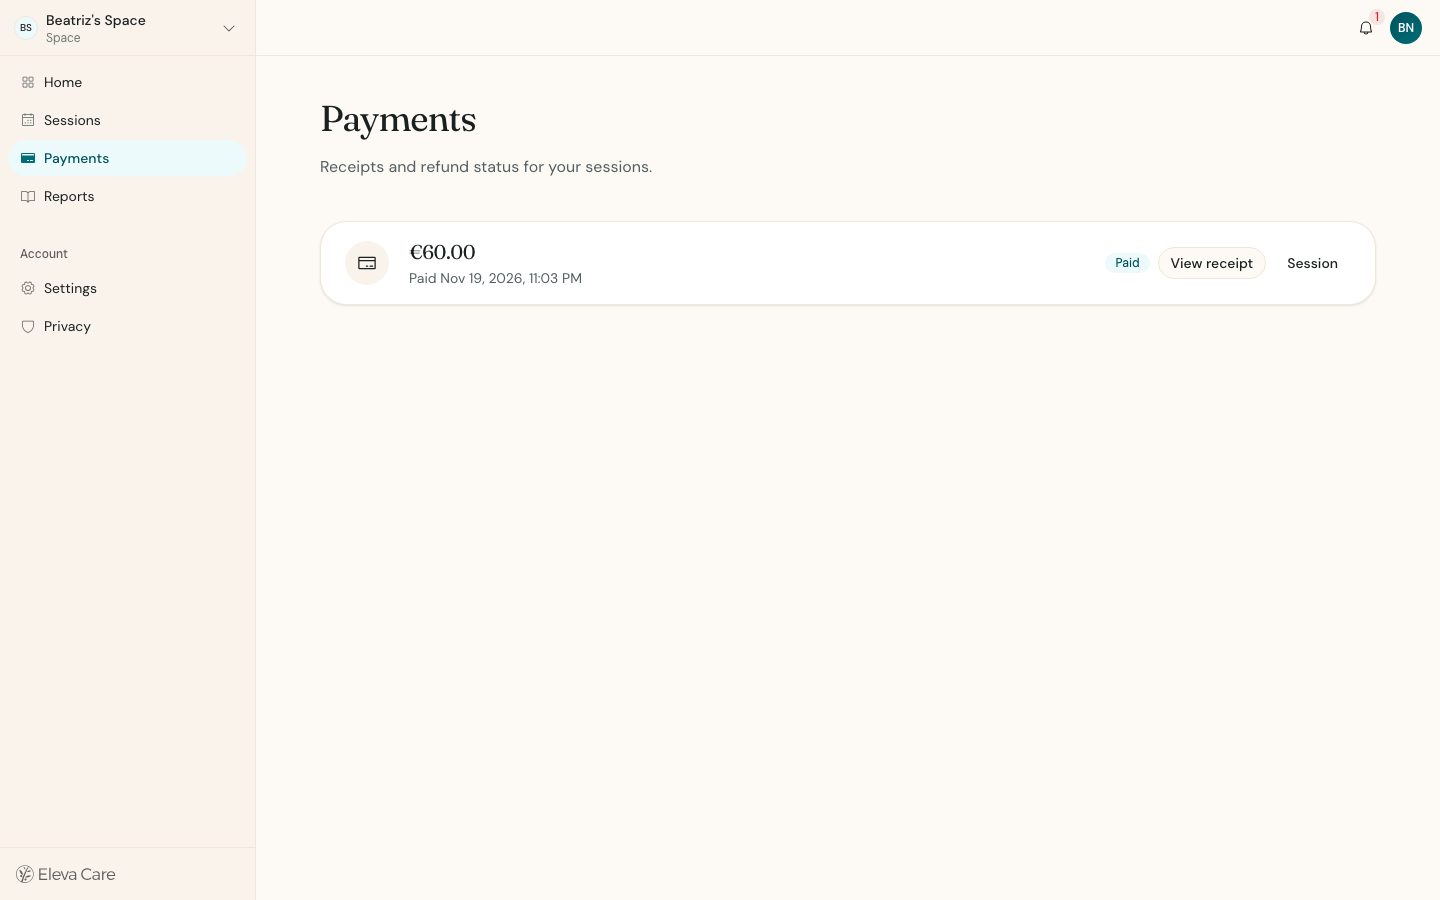 BS
Beatriz's Space
Space
1
BN
Home
Sessions
Payments
Reports
Account
Settings
Privacy
Eleva Care
Payments
Receipts and refund status for your sessions.
€60.00
Paid Nov 19, 2026, 11:03 PM
Paid
View receipt
Session